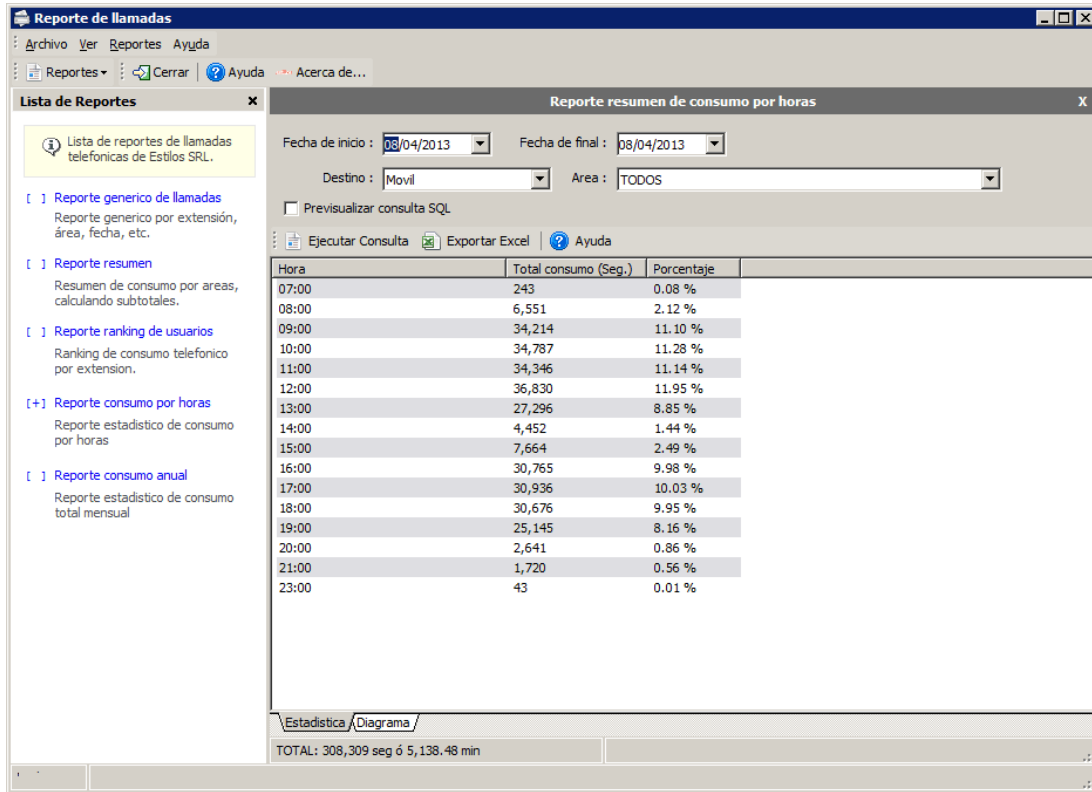 Reporte de llamadas
Archivo Ver Reportes Ayuda
Reportes Cerrar Ayuda Acerca de...
Lista de Reportes x
Lista de reportes de llamadas
telefonicas de Estilos SRL.
[ ] Reporte generico de llamadas
Reporte generico por extensión,
área, fecha, etc.
[ ] Reporte resumen
Resumen de consumo por areas,
calculando subtotales.
[ ] Reporte ranking de usuarios
Ranking de consumo telefonico
por extension.
[+] Reporte consumo por horas
Reporte estadistico de consumo
por horas
[ ] Reporte consumo anual
Reporte estadistico de consumo
total mensual
Reporte resumen de consumo por horas X
Fecha de inicio : 08/04/2013 Fecha de final : 08/04/2013
Destino : Movil Area : TODOS
Previsualizar consulta SQL
Ejecutar Consulta Exportar Excel Ayuda
Hora Total consumo (Seg.) Porcentaje
07:00 243 0.08 %
08:00 6,551 2.12 %
09:00 34,214 11.10 %
10:00 34,787 11.28 %
11:00 34,346 11.14 %
12:00 36,830 11.95 %
13:00 27,296 8.85 %
14:00 4,452 1.44 %
15:00 7,664 2.49 %
16:00 30,765 9.98 %
17:00 30,936 10.03 %
18:00 30,676 9.95 %
19:00 25,145 8.16 %
20:00 2,641 0.86 %
21:00 1,720 0.56 %
23:00 43 0.01 %
Estadistica Diagrama
TOTAL: 308,309 seg ó 5,138.48 min